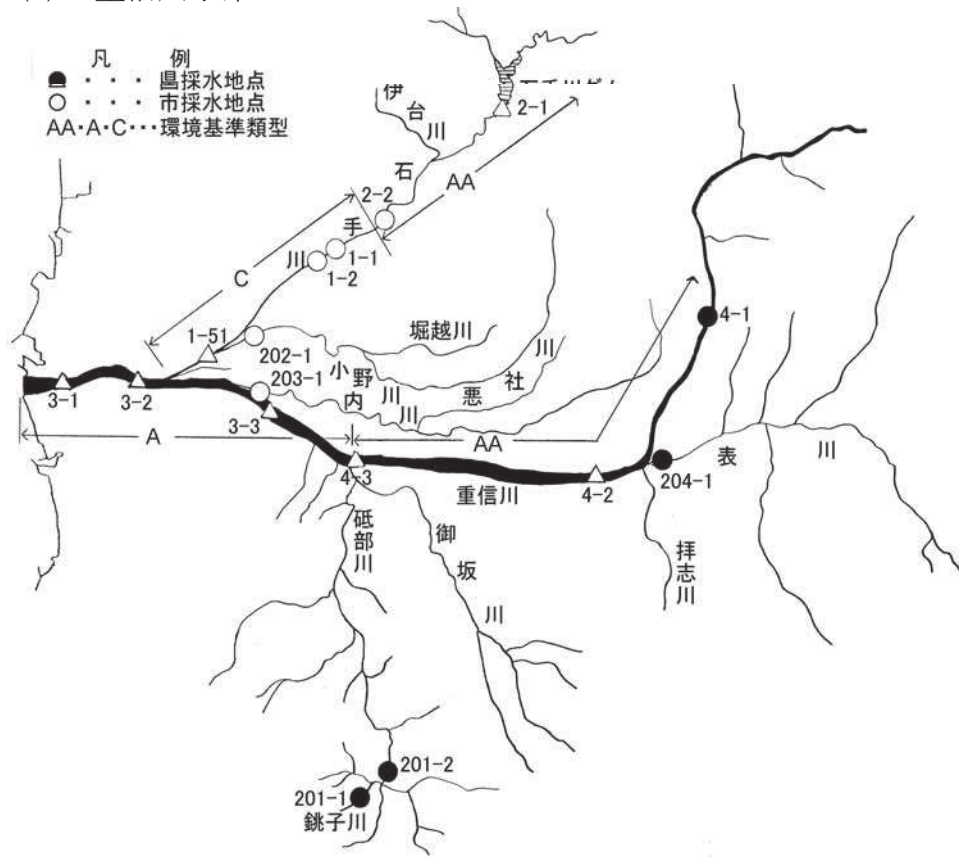 凡 例
● ・・・ 県採水地点
○ ・・・ 市採水地点
AA・A・C・・・環境基準類型
伊台川
2-1
石手川
AA
2-2
1-1
1-2
C
1-51
202-1
堀越川
小野川
悪社川
内川
203-1
4-1
3-1
3-2
3-3
A
AA
4-3
重信川
4-2
204-1
表川
砥部川
御坂川
拝志川
201-2
201-1
銚子川